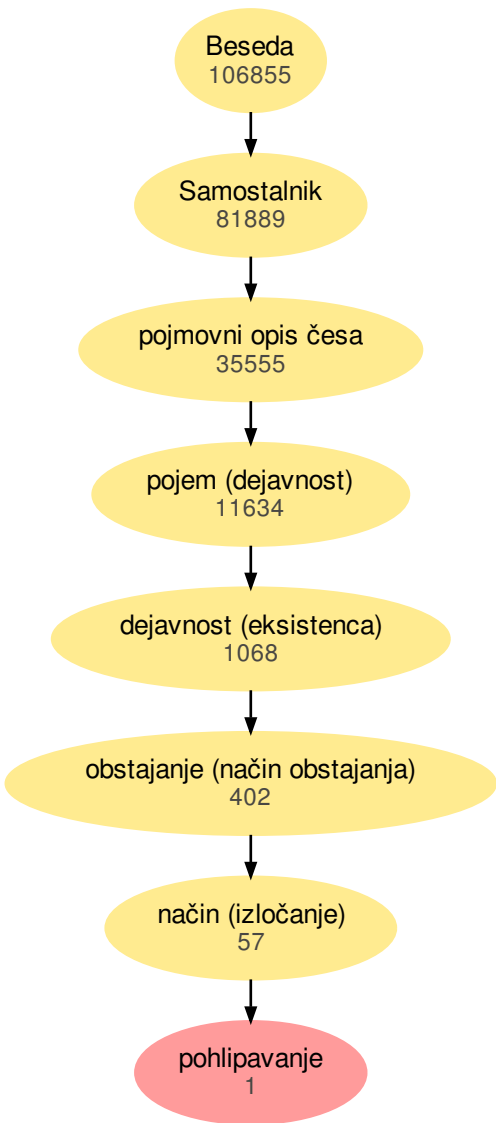 Beseda
106855
Samostalnik
81889
pojmovni opis česa
35555
pojem (dejavnost)
11634
dejavnost (eksistenca)
1068
obstajanje (način obstajanja)
402
način (izločanje)
57
pohlipavanje
1